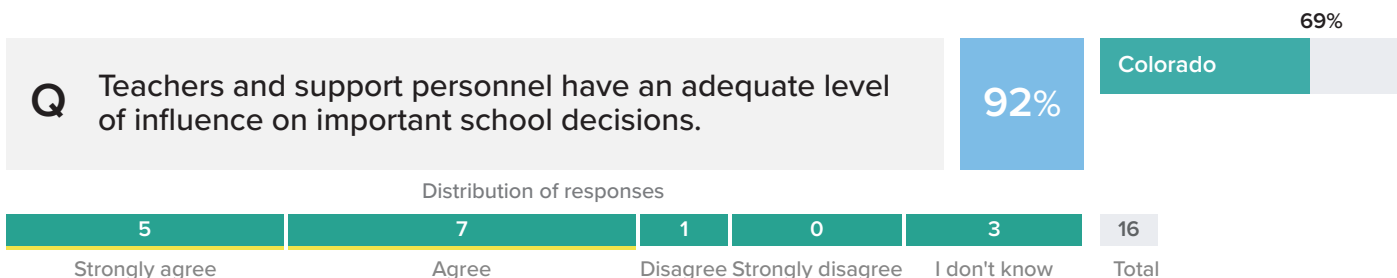 69%
Q Teachers and support personnel have an adequate level
of influence on important school decisions.
92%
Colorado
Distribution of responses
5 7 1 0 3 16
Strongly agree Agree Disagree Strongly disagree I don't know Total